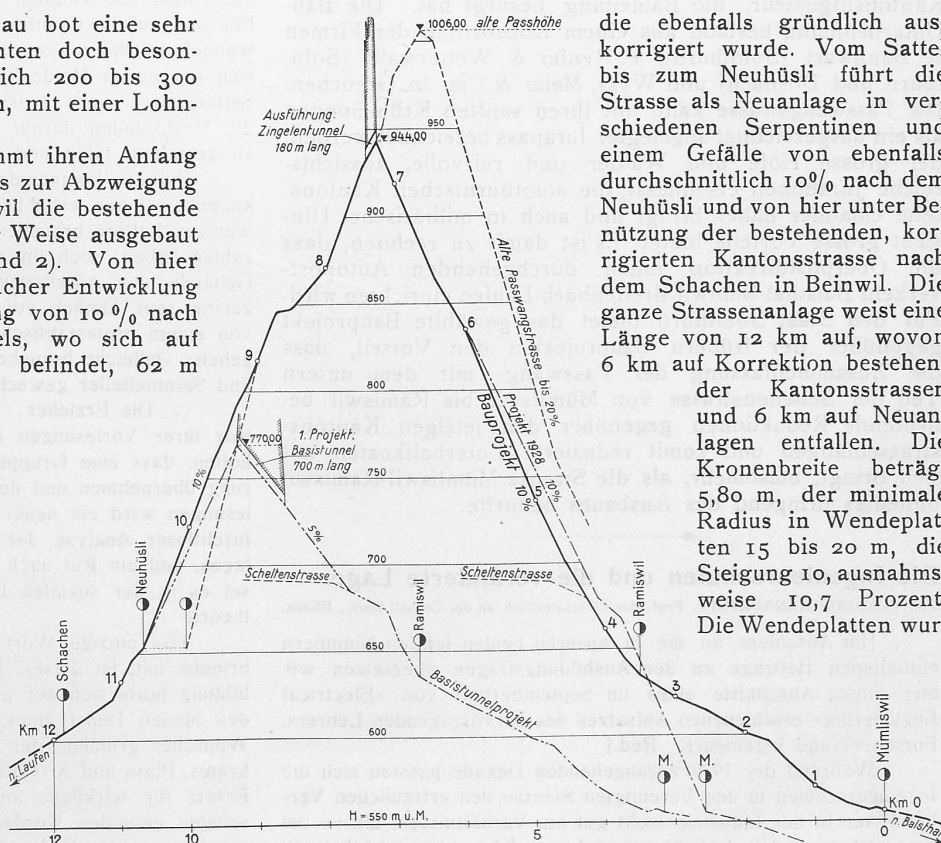 au bot eine sehr
nten doch beson-
ich 200 bis 300
n, mit einer Lohn-
mmt ihren Anfang
s zur Abzweigung
vil die bestehende
Weise ausgebaut
nd 2). Von hier
icher Entwicklung
ng von 10 % nach
els, wo sich auf
befindet, 62 m
1006,00 alte Passhöhe
Ausführung:
Zingelentunnel
180 m lang
944,00
7
900
8
Alte Passwangstrasse bis 20%
850
6
9
800
Bauprojekt
Projekt 1928
770,00
1. Projekt:
Basistunnel
700 m lang
750
10%
10%
10%
5
10
5%
700
Scheltenstrasse
Scheltenstrasse
Neuhüsli
Ramiswil
Ramiswil
4
650
Schachen
11
3
Basistunnelprojekt
2
Km 12
600
n. Laufen
M.
M.
Mümliswil
Km 0
n. Balsthal
H = 550 m ü. M.
12
10
5
0
die ebenfalls gründlich aus
korrigiert wurde. Vom Satte
bis zum Neuhüsli führt die
Strasse als Neuanlage in ver
schiedenen Serpentinen und
einem Gefälle von ebenfalls
durchschnittlich 10% nach dem
Neuhüsli und von hier unter Be
nützung der bestehenden, kor
rigierten Kantonsstrasse nach
dem Schachen in Beinwil. Die
ganze Strassenanlage weist eine
Länge von 12 km auf, wovon
6 km auf Korrektion bestehen
der Kantonsstrassen
und 6 km auf Neuan
lagen entfallen. Die
Kronenbreite beträg
5,80 m, der minimale
Radius in Wendeplat
ten 15 bis 20 m, die
Steigung 10, ausnahms
weise 10,7 Prozent
Die Wendeplatten wur